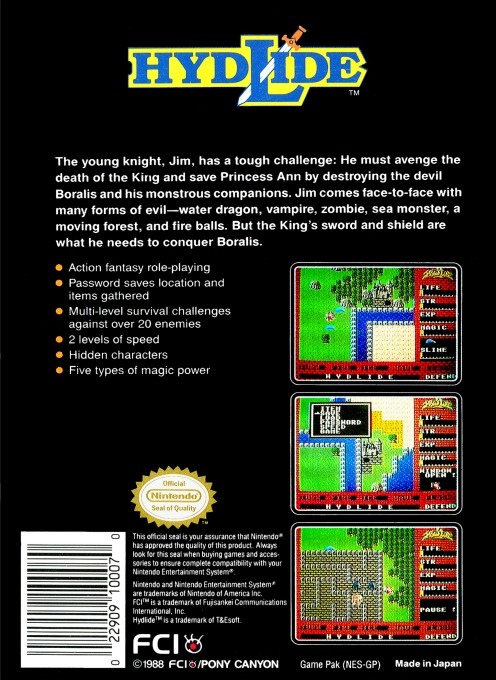 HYDLIDE™
The young knight, Jim, has a tough challenge: He must avenge the
death of the King and save Princess Ann by destroying the devil
Boralis and his monstrous companions. Jim comes face-to-face with
many forms of evil—water dragon, vampire, zombie, sea monster, a
moving forest, and fire balls. But the King's sword and shield are
what he needs to conquer Boralis.
• Action fantasy role-playing
• Password saves location and
items gathered
• Multi-level survival challenges
against over 20 enemies
• 2 levels of speed
• Hidden characters
• Five types of magic power
HYDLIDE
LIFE
STR
EXP
MAGIC
SLIME
HYDLIDE
DEFEND
ITEM
LOAD
PASSWORD
SPEED
GAME
LIFE
STR
EXP
MAGIC
WINDOW
OPEN !
HYDLIDE
DEFEND
LIFE
STR
EXP
MAGIC
PAUSE !
HYDLIDE
DEFEND
Official
Nintendo
Seal of Quality
™
This official seal is your assurance that Nintendo®
has approved the quality of this product. Always
look for this seal when buying games and acces-
sories to ensure complete compatibility with your
Nintendo Entertainment System®.
Nintendo and Nintendo Entertainment System®
are trademarks of Nintendo of America Inc.
FCI™ is a trademark of Fujisankei Communications
International, Inc.
Hydlide™ is a trademark of T&Esoft.
0 22909 10007 0
FCI
©1988 FCI/PONY CANYON
Game Pak (NES-GP)
Made in Japan